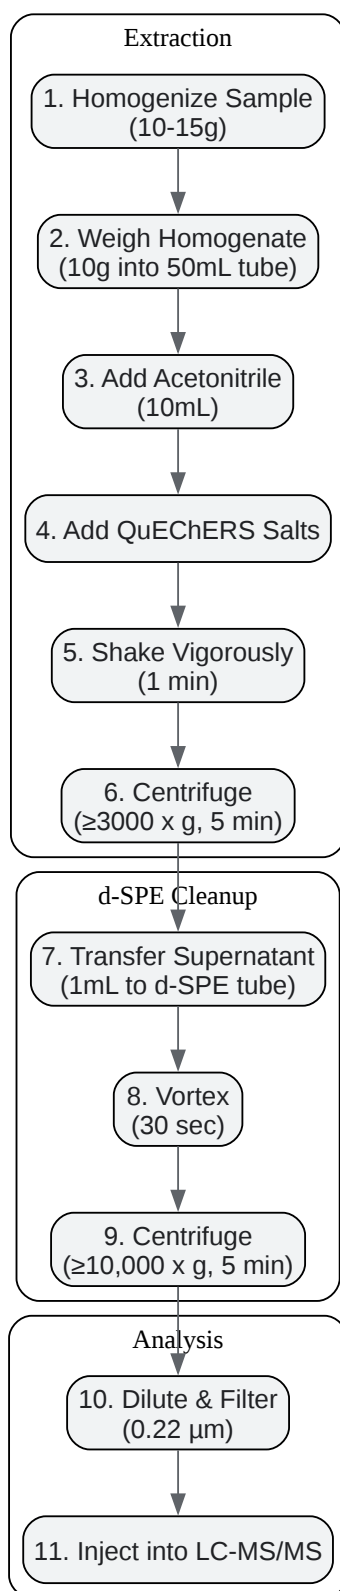 Extraction
1. Homogenize Sample
(10-15g)
2. Weigh Homogenate
(10g into 50mL tube)
3. Add Acetonitrile
(10mL)
4. Add QuEChERS Salts
5. Shake Vigorously
(1 min)
6. Centrifuge
(≥3000 x g, 5 min)
d-SPE Cleanup
7. Transfer Supernatant
(1mL to d-SPE tube)
8. Vortex
(30 sec)
9. Centrifuge
(≥10,000 x g, 5 min)
Analysis
10. Dilute & Filter
(0.22 µm)
11. Inject into LC-MS/MS